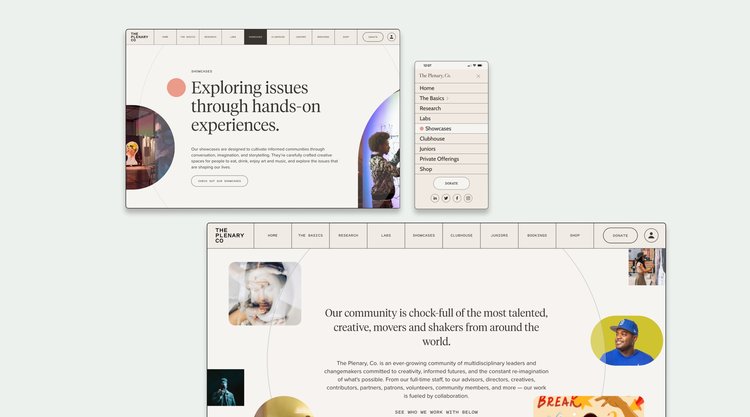 THE
PLENARY
CO
HOME
THE BASICS
RESEARCH
LABS
SHOWCASES
CLUBHOUSE
JUNIORS
BOOKINGS
SHOP
DONATE
SHOWCASES
Exploring issues
through hands-on
experiences.
Our showcases are designed to cultivate informed communities through
conversation, imagination, and storytelling. They're carefully crafted creative
spaces for people to eat, drink, enjoy art and music, and explore the issues that
are shaping our lives.
CHECK OUT OUR SHOWCASES
12:07
The Plenary, Co.
Home
The Basics
Research
Labs
Showcases
Clubhouse
Juniors
Private Offerings
Shop
DONATE
THE
PLENARY
CO
HOME
THE BASICS
RESEARCH
LABS
SHOWCASES
CLUBHOUSE
JUNIORS
BOOKINGS
SHOP
DONATE
Our community is chock-full of the most talented,
creative, movers and shakers from around the
world.
The Plenary, Co. is an ever-growing community of multidisciplinary leaders and
changemakers committed to creativity, informed futures, and the constant re-imagination
of what's possible. From our full-time staff, to our advisors, directors, creatives,
contributors, partners, patrons, volunteers, community members, and more — our work
is fueled by collaboration.
SEE WHO WE WORK WITH BELOW
BREAK